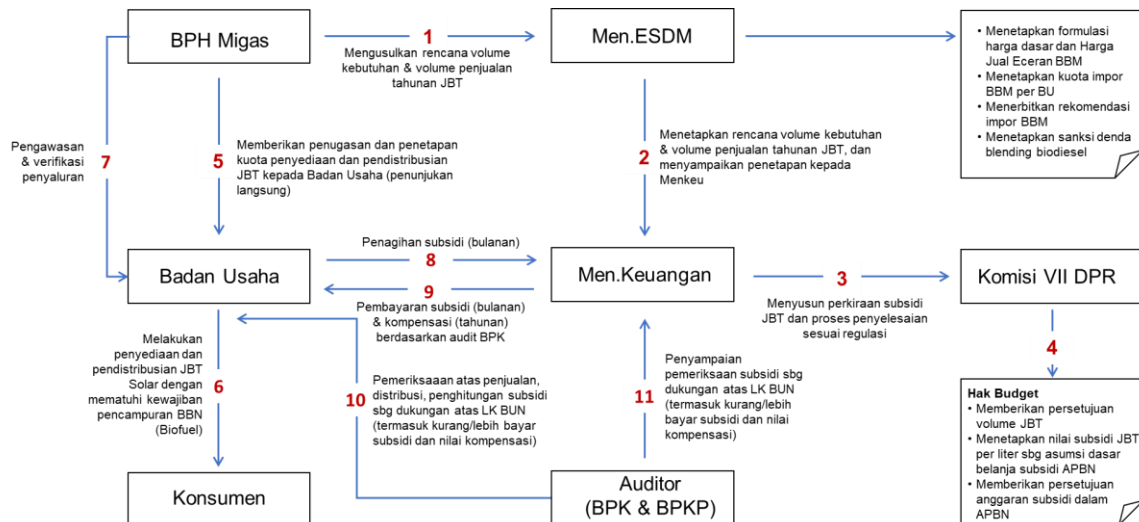 BPH Migas
1
Mengusulkan rencana volume
kebutuhan & volume penjualan
tahunan JBT
Men.ESDM
• Menetapkan formulasi
harga dasar dan Harga
Jual Eceran BBM
• Menetapkan kuota impor
BBM per BU
• Menerbitkan rekomendasi
impor BBM
• Menetapkan sanksi denda
blending biodiesel
Pengawasan
& verifikasi
penyaluran
7
5
Memberikan penugasan dan penetapan
kuota penyediaan dan pendistribusian
JBT kepada Badan Usaha (penunjukan
langsung)
2
Menetapkan rencana volume kebutuhan
& volume penjualan tahunan JBT, dan
menyampaikan penetapan kepada
Menkeu
Badan Usaha
Penagihan subsidi (bulanan)
8
9
Pembayaran subsidi (bulanan)
& kompensasi (tahunan)
berdasarkan audit BPK
Men.Keuangan
3
Menyusun perkiraan subsidi
JBT dan proses penyelesaian
sesuai regulasi
Komisi VII DPR
4
Melakukan
penyediaan dan
pendistribusian JBT
Solar dengan
mematuhi kewajiban
pencampuran BBN
(Biofuel)
6
10
Pemeriksaaan atas penjualan,
distribusi, penghitungan subsidi
sbg dukungan atas LK BUN
(termasuk kurang/lebih bayar
subsidi dan nilai kompensasi)
11
Penyampaian
pemeriksaan subsidi sbg
dukungan atas LK BUN
(termasuk kurang/lebih
bayar subsidi dan nilai
kompensasi)
Hak Budget
• Memberikan persetujuan
volume JBT
• Menetapkan nilai subsidi JBT
per liter sbg asumsi dasar
belanja subsidi APBN
• Memberikan persetujuan
anggaran subsidi dalam
APBN
Konsumen
Auditor
(BPK & BPKP)